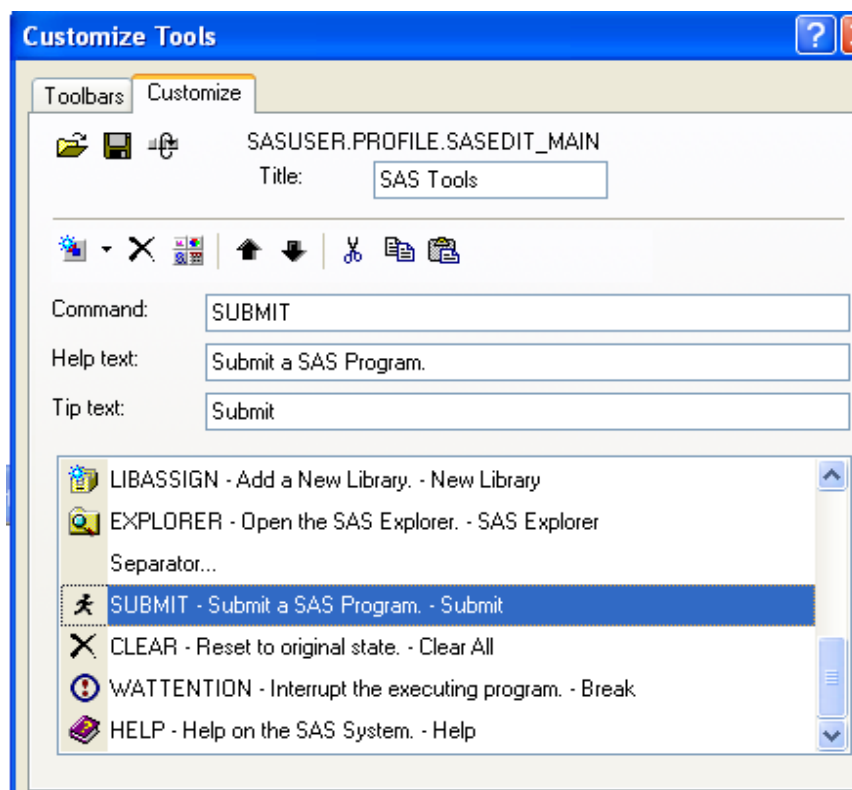 Customize Tools
Toolbars Customize
SASUSER.PROFILE.SASEDIT_MAIN
Title: SAS Tools
Command: SUBMIT
Help text: Submit a SAS Program.
Tip text: Submit
LIBASSIGN - Add a New Library. - New Library
EXPLORER - Open the SAS Explorer. - SAS Explorer
Separator...
SUBMIT - Submit a SAS Program. - Submit
CLEAR - Reset to original state. - Clear All
WATTENTION - Interrupt the executing program. - Break
HELP - Help on the SAS System. - Help